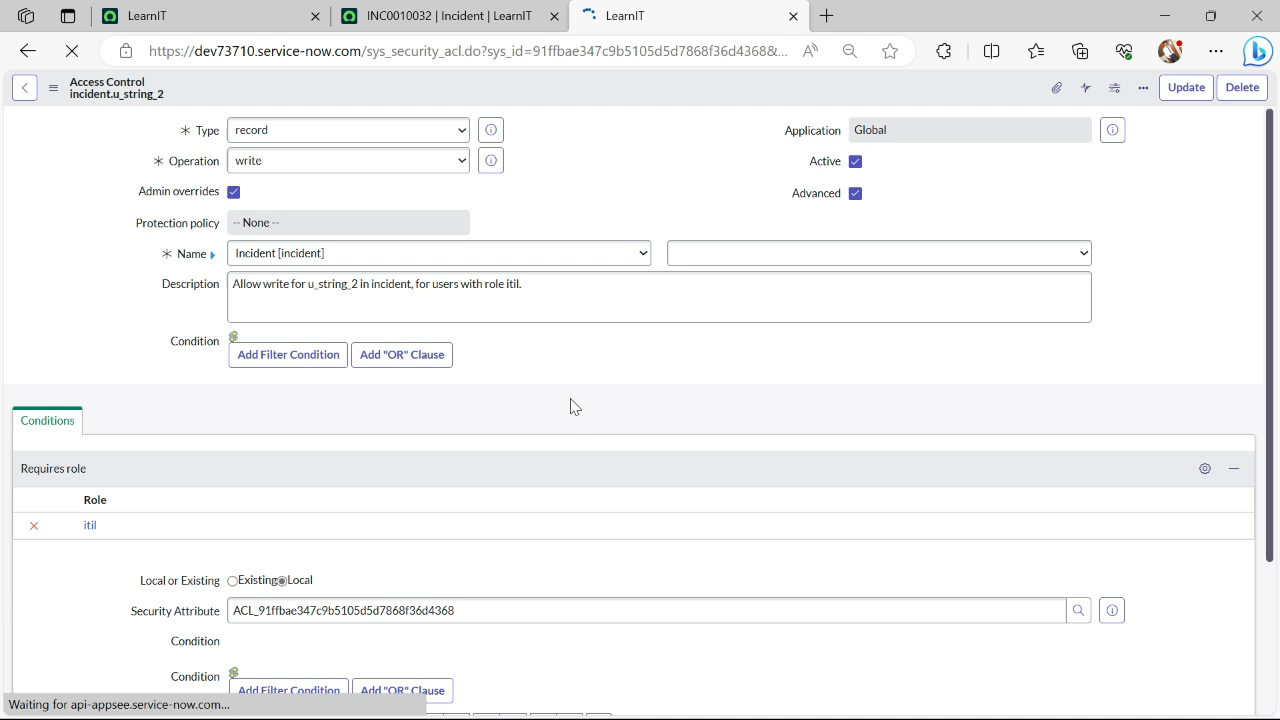 LearnIT
INC0010032 | Incident | LearnIT
LearnIT
https://dev73710.service-now.com/sys_security_acl.do?sys_id=91ffbae347c9b5105d5d7868f36d4368&...
Access Control
incident.u_string_2
Update
Delete
Type
record
Application
Global
Operation
write
Active
Admin overrides
Advanced
Protection policy
-- None --
Name
Incident [incident]
Description
Allow write for u_string_2 in incident, for users with role itil.
Condition
Add Filter Condition
Add "OR" Clause
Conditions
Requires role
Role
itil
Local or Existing
Existing
Local
Security Attribute
ACL_91ffbae347c9b5105d5d7868f36d4368
Condition
Condition
Add Filter Condition
Add "OR" Clause
Waiting for api-appsee.service-now.com...